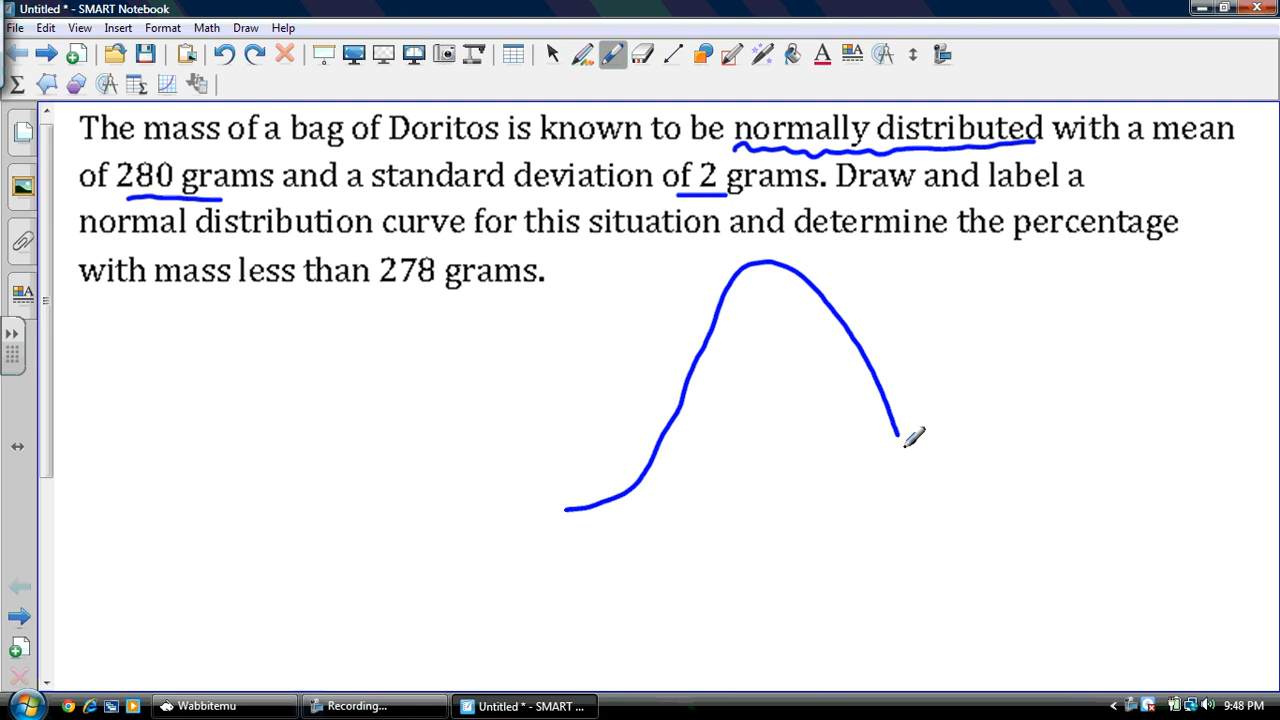 Untitled * - SMART Notebook
File Edit View Insert Format Math Draw Help
The mass of a bag of Doritos is known to be normally distributed with a mean
of 280 grams and a standard deviation of 2 grams. Draw and label a
normal distribution curve for this situation and determine the percentage
with mass less than 278 grams.
Wabbitemu Recording... Untitled * - SMART ... 9:48 PM